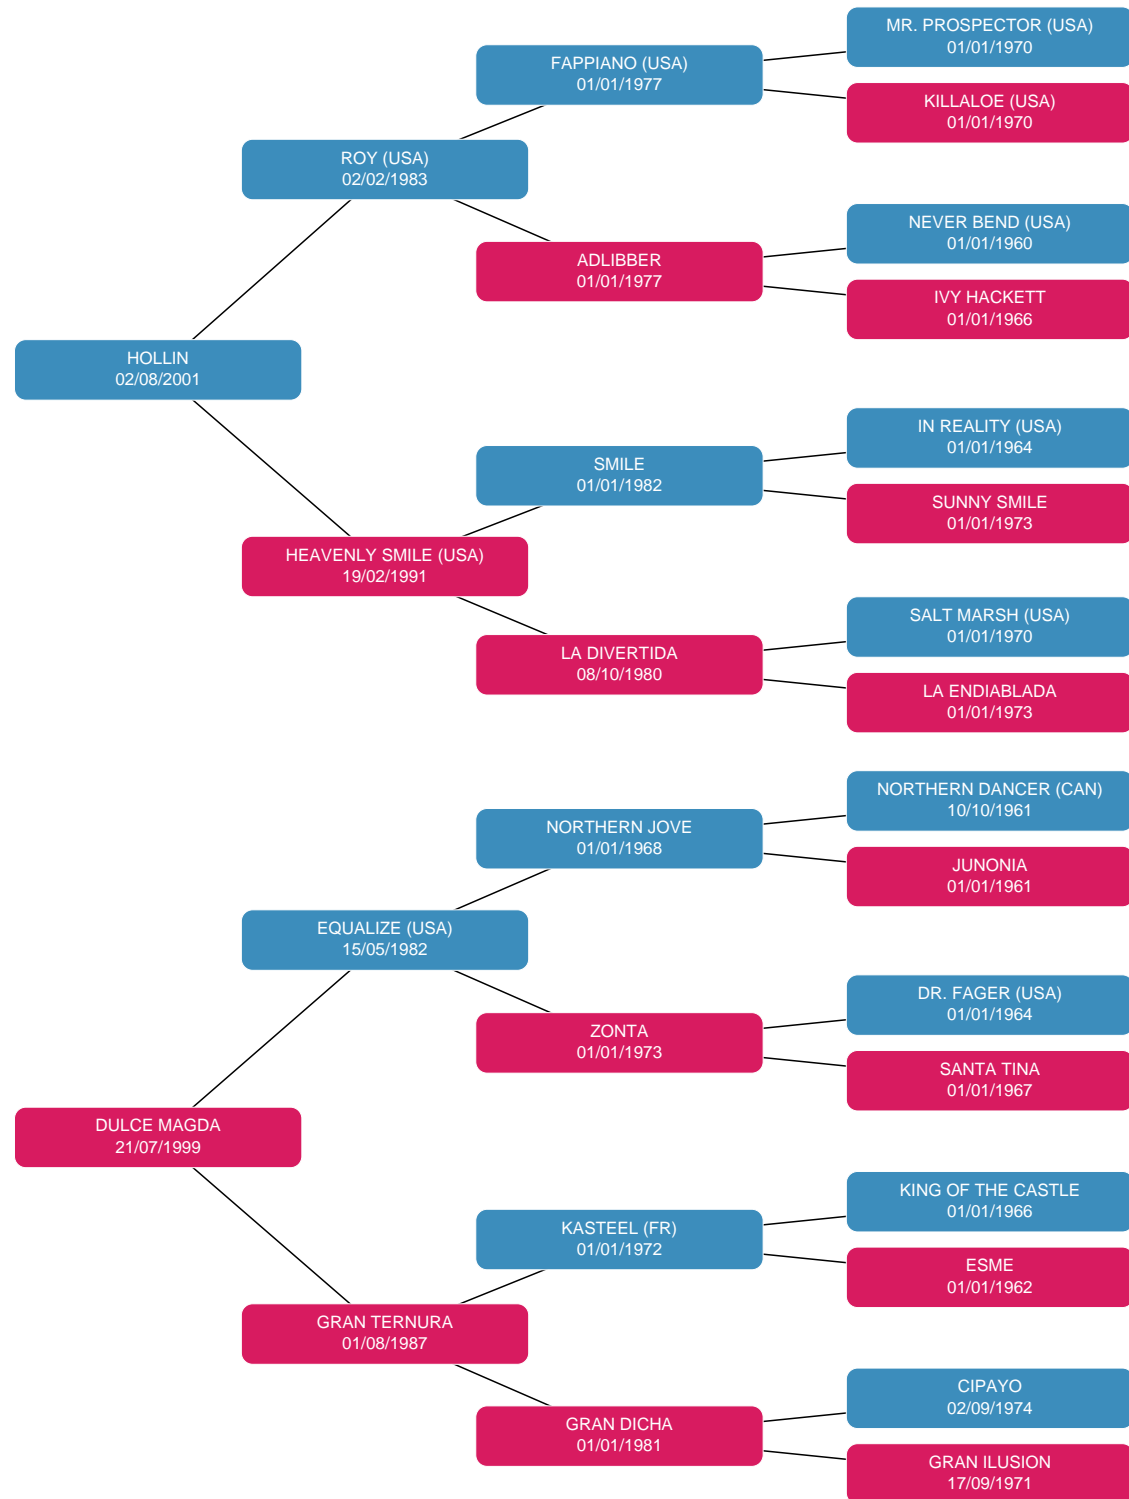 MR. PROSPECTOR (USA)
01/01/1970
FAPPIANO (USA)
01/01/1977
KILLALOE (USA)
01/01/1970
ROY (USA)
02/02/1983
NEVER BEND (USA)
01/01/1960
ADLIBBER
01/01/1977
IVY HACKETT
01/01/1966
HOLLIN
02/08/2001
IN REALITY (USA)
01/01/1964
SMILE
01/01/1982
SUNNY SMILE
01/01/1973
HEAVENLY SMILE (USA)
19/02/1991
SALT MARSH (USA)
01/01/1970
LA DIVERTIDA
08/10/1980
LA ENDIABLADA
01/01/1973
NORTHERN DANCER (CAN)
10/10/1961
NORTHERN JOVE
01/01/1968
JUNONIA
01/01/1961
EQUALIZE (USA)
15/05/1982
DR. FAGER (USA)
01/01/1964
ZONTA
01/01/1973
SANTA TINA
01/01/1967
DULCE MAGDA
21/07/1999
KING OF THE CASTLE
01/01/1966
KASTEEL (FR)
01/01/1972
ESME
01/01/1962
GRAN TERNURA
01/08/1987
CIPAYO
02/09/1974
GRAN DICHA
01/01/1981
GRAN ILUSION
17/09/1971